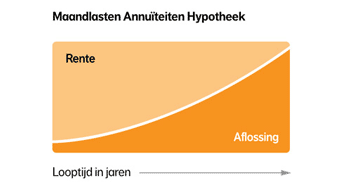 Maandlasten Annuïteiten Hypotheek
Rente
Aflossing
Looptijd in jaren